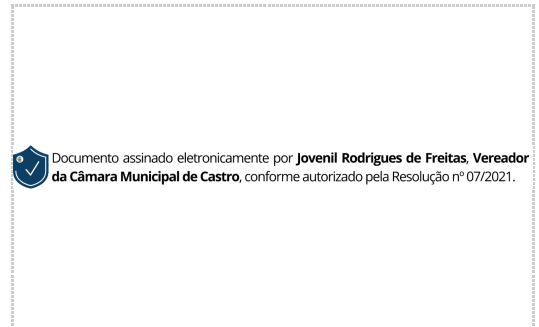 Documento assinado eletronicamente por Jovenil Rodrigues de Freitas, Vereador
da Câmara Municipal de Castro, conforme autorizado pela Resolução nº 07/2021.